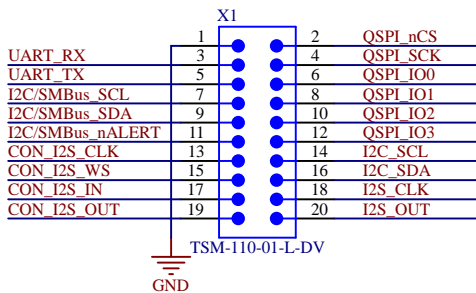 X1
1 2 QSPI_nCS
UART_RX 3 4 QSPI_SCK
UART_TX 5 6 QSPI_IO0
I2C/SMBus_SCL 7 8 QSPI_IO1
I2C/SMBus_SDA 9 10 QSPI_IO2
I2C/SMBus_nALERT 11 12 QSPI_IO3
CON_I2S_CLK 13 14 I2C_SCL
CON_I2S_WS 15 16 I2C_SDA
CON_I2S_IN 17 18 I2S_CLK
CON_I2S_OUT 19 20 I2S_OUT
TSM-110-01-L-DV
GND